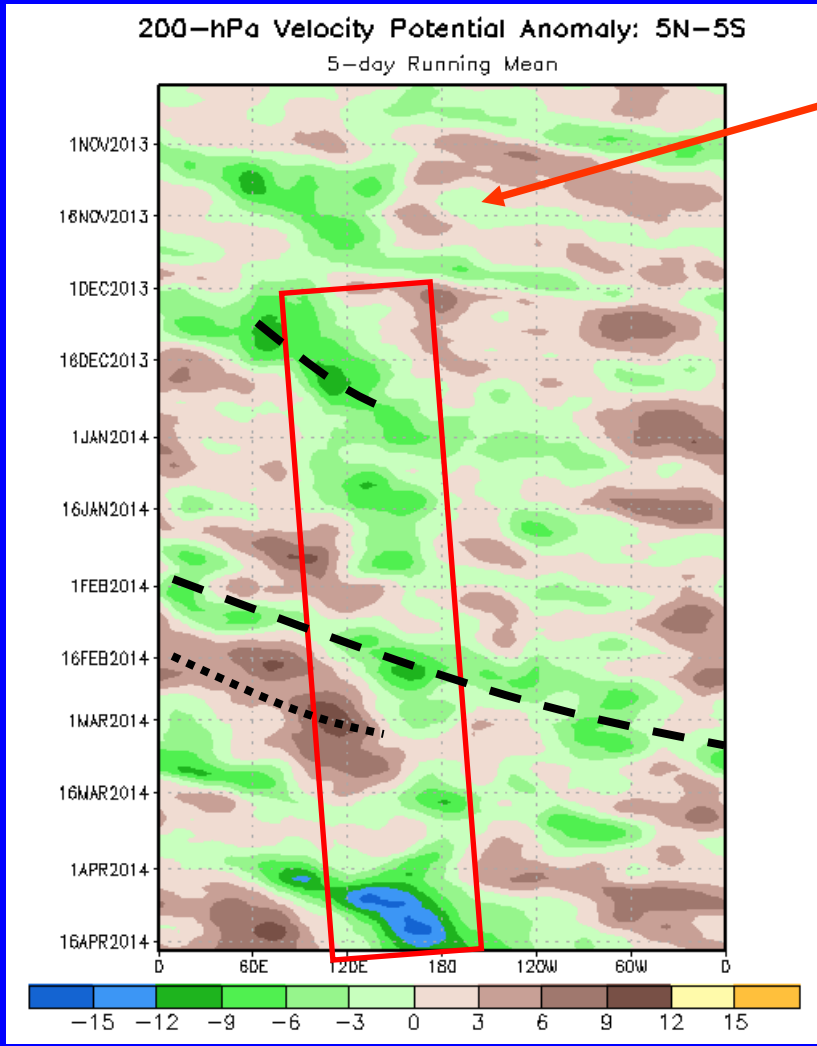 200-hPa Velocity Potential Anomaly: 5N-5S
5-day Running Mean
1NOV2013
16NOV2013
1DEC2013
16DEC2013
1JAN2014
16JAN2014
1FEB2014
16FEB2014
1MAR2014
16MAR2014
1APR2014
16APR2014
0 60E 120E 180 120W 60W 0
-15 -12 -9 -6 -3 0 3 6 9 12 15